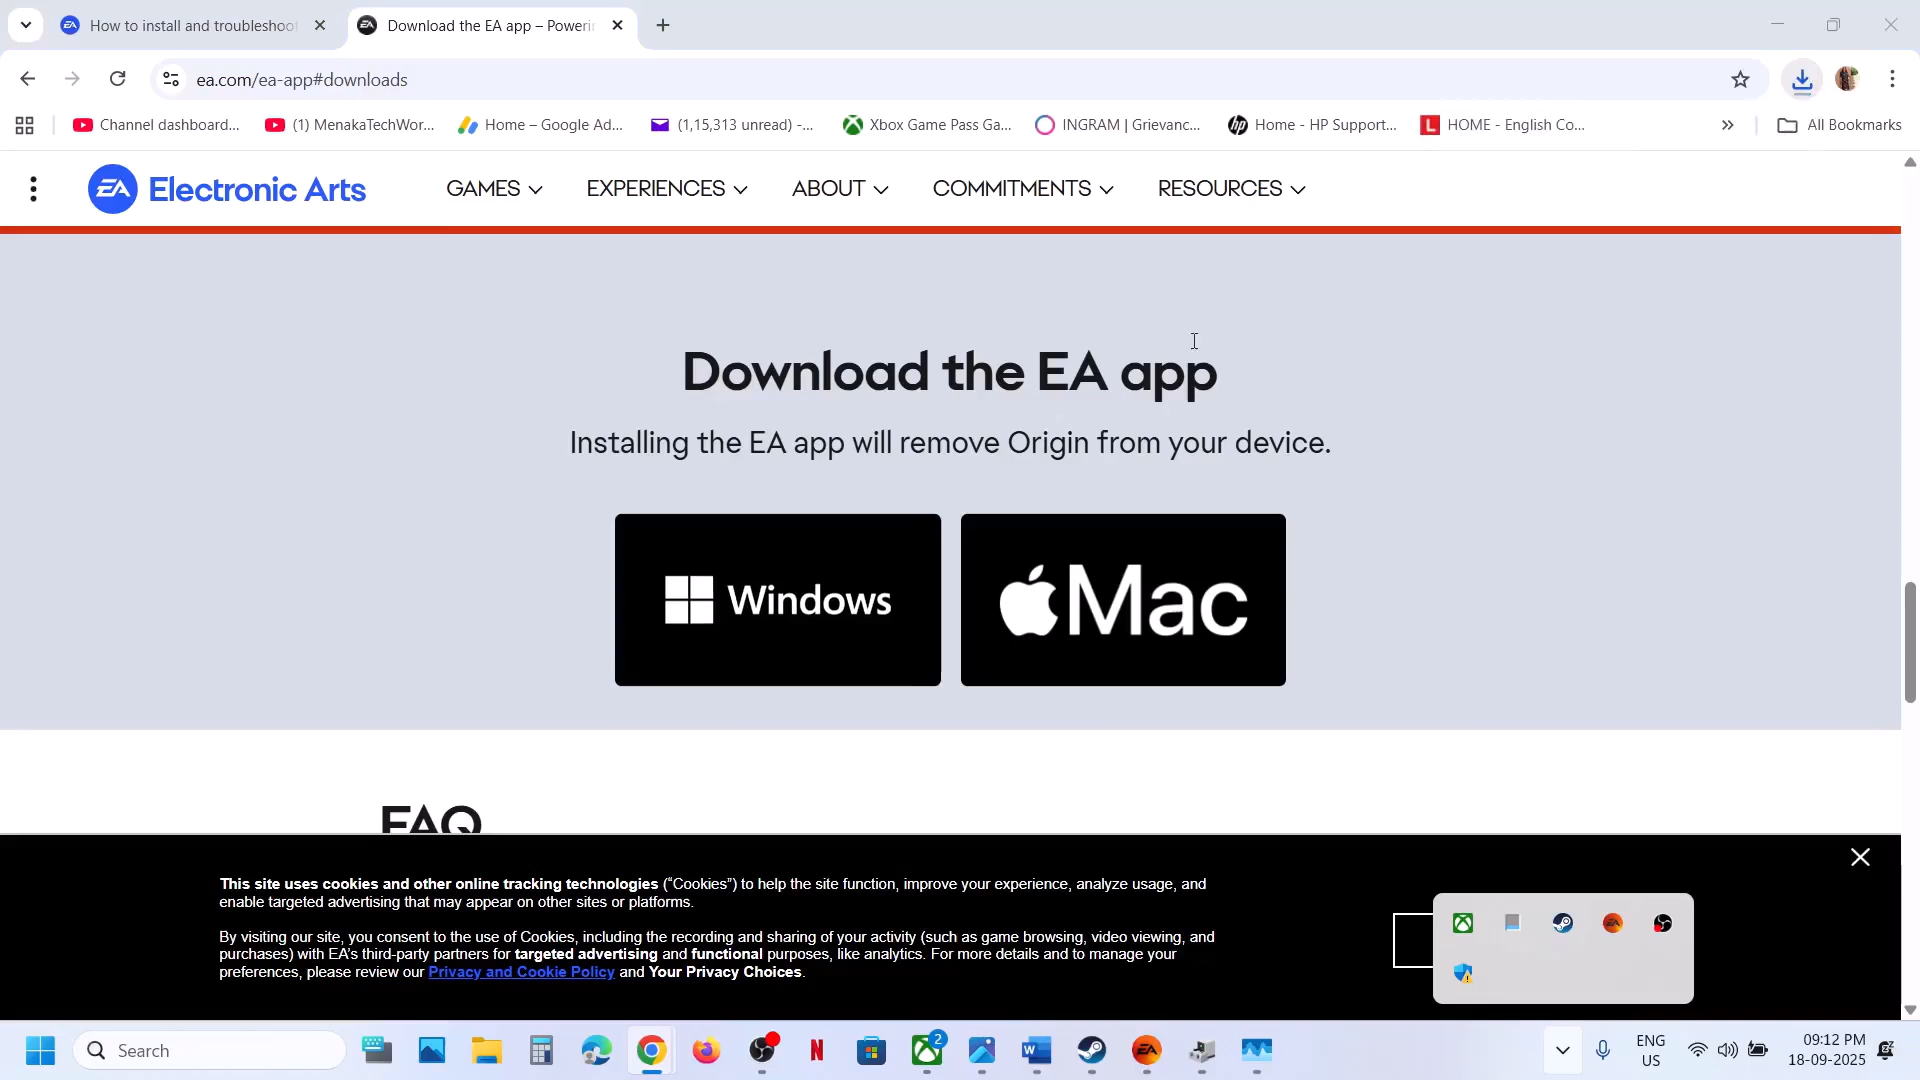 How to install and troubleshoot
Download the EA app – Powerin
ea.com/ea-app#downloads
Channel dashboard...
(1) MenakaTechWor...
Home – Google Ad...
(1,15,313 unread) -...
Xbox Game Pass Ga...
INGRAM | Grievanc...
Home - HP Support...
HOME - English Co...
All Bookmarks
Electronic Arts
GAMES
EXPERIENCES
ABOUT
COMMITMENTS
RESOURCES
Download the EA app
Installing the EA app will remove Origin from your device.
Windows
Mac
FAQ
This site uses cookies and other online tracking technologies (“Cookies”) to help the site function, improve your experience, analyze usage, and
enable targeted advertising that may appear on other sites or platforms.
By visiting our site, you consent to the use of Cookies, including the recording and sharing of your activity (such as game browsing, video viewing, and
purchases) with EA’s third-party partners for targeted advertising and functional purposes, like analytics. For more details and to manage your
preferences, please review our Privacy and Cookie Policy and Your Privacy Choices.
Search
2
ENG
US
09:12 PM
18-09-2025